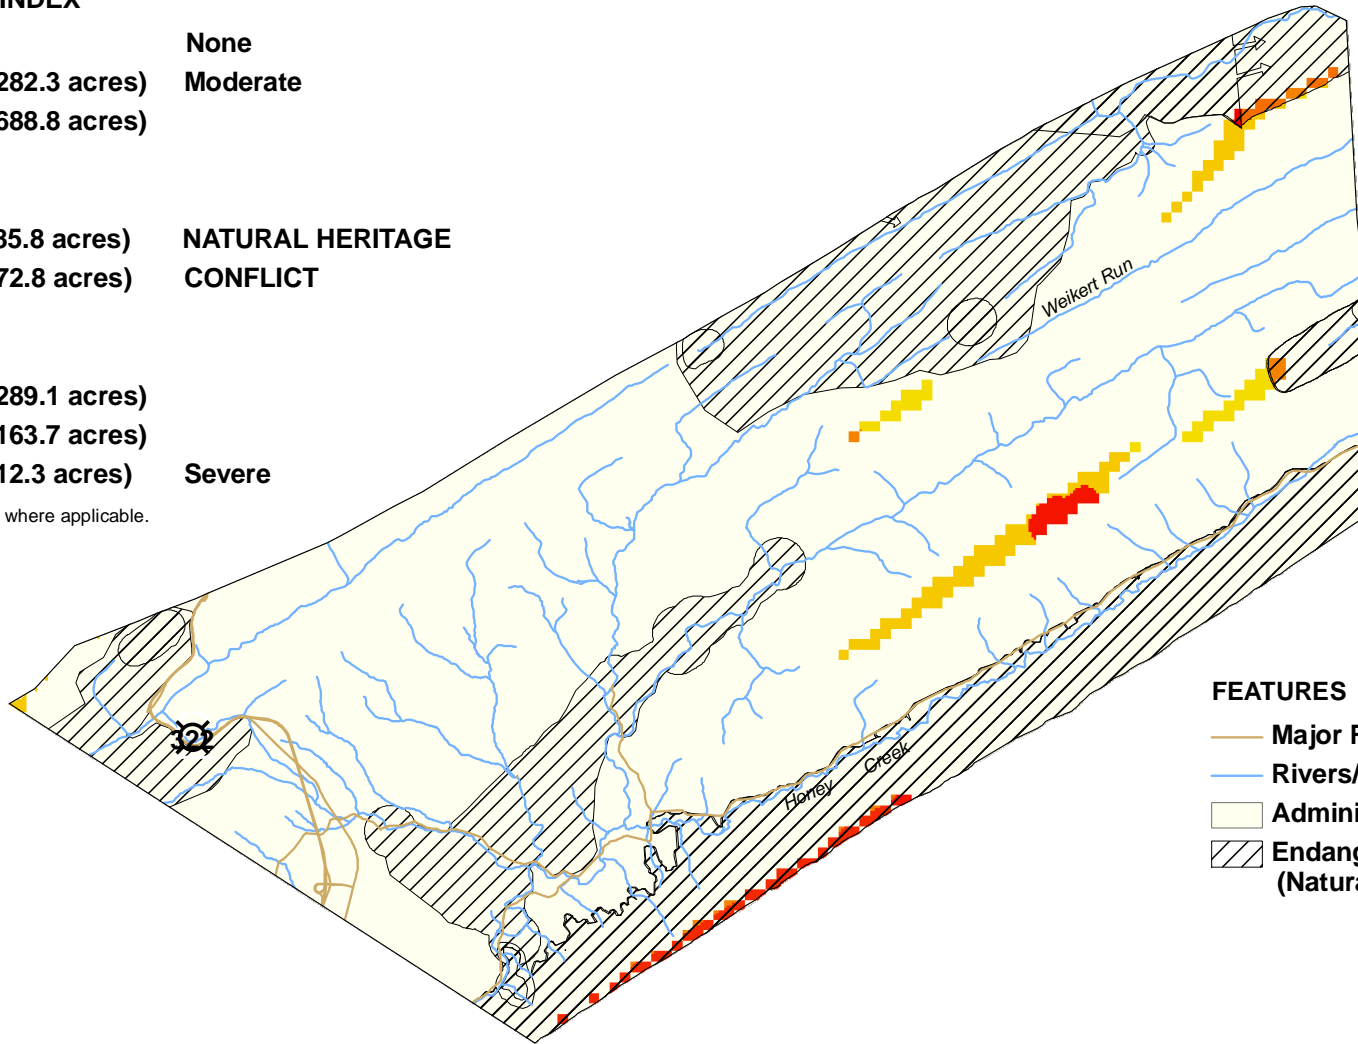 INDEX
None
282.3 acres) Moderate
688.8 acres)
35.8 acres) NATURAL HERITAGE
72.8 acres) CONFLICT
289.1 acres)
163.7 acres)
12.3 acres) Severe
where applicable.
Weikert Run
322
Honey Creek
FEATURES
Major
Rivers/
Admini
Endang
(Natura